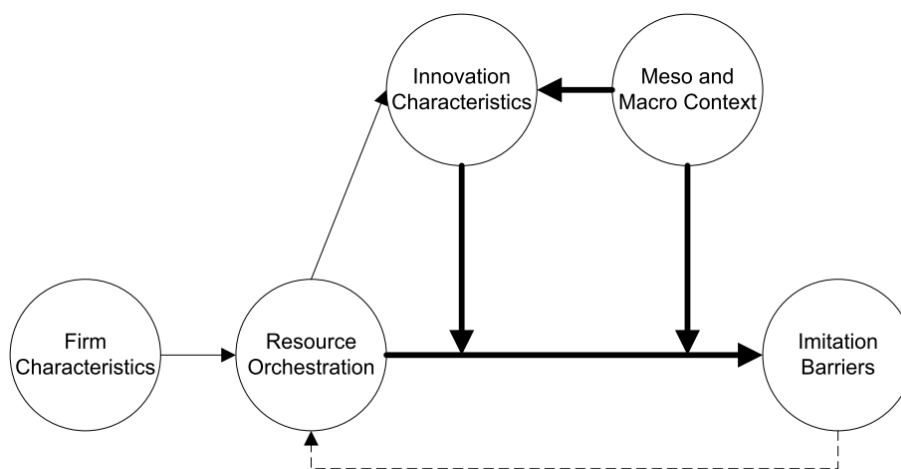 Innovation
Characteristics
Meso and
Macro Context
Firm
Characteristics
Resource
Orchestration
Imitation
Barriers